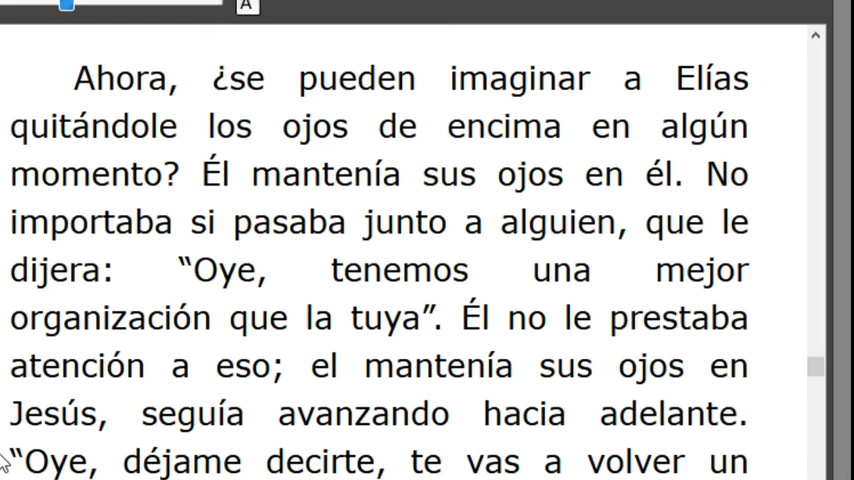 A
Ahora, ¿se pueden imaginar a Elías
quitándole los ojos de encima en algún
momento? Él mantenía sus ojos en él. No
importaba si pasaba junto a alguien, que le
dijera: “Oye, tenemos una mejor
organización que la tuya”. Él no le prestaba
atención a eso; el mantenía sus ojos en
Jesús, seguía avanzando hacia adelante.
“Oye, déjame decirte, te vas a volver un